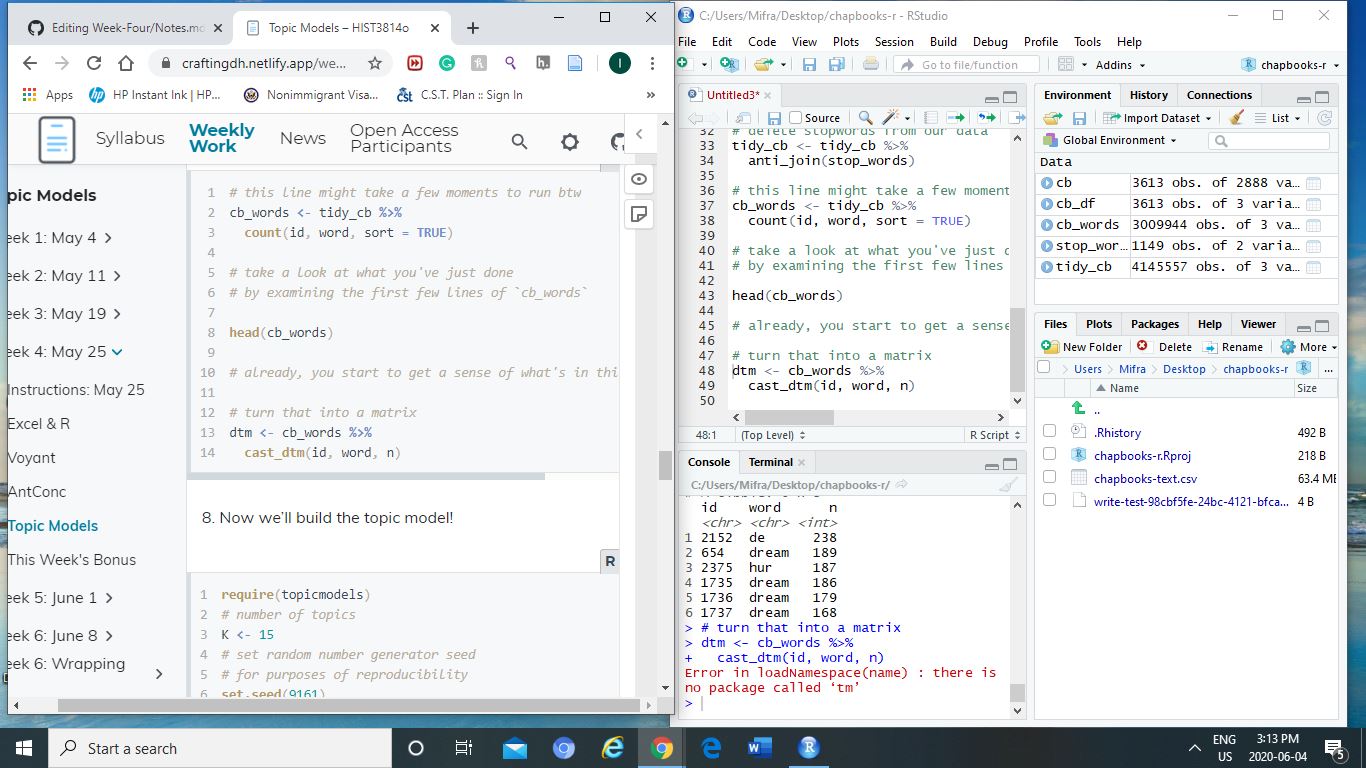 Editing Week-Four/Notes.md
Topic Models – HIST3814o
craftingdh.netlify.app/we...
Apps
HP Instant Ink | HP...
Nonimmigrant Visa...
C.S.T. Plan :: Sign In
»
Syllabus
Weekly Work
News
Open Access Participants
pic Models
eek 1: May 4
eek 2: May 11
eek 3: May 19
eek 4: May 25
Instructions: May 25
Excel & R
Voyant
AntConc
Topic Models
This Week's Bonus
eek 5: June 1
eek 6: June 8
eek 6: Wrapping
1 # this line might take a few moments to run btw
2 cb_words <- tidy_cb %>%
3 count(id, word, sort = TRUE)
4
5 # take a look at what you've just done
6 # by examining the first few lines of `cb_words`
7
8 head(cb_words)
9
10 # already, you start to get a sense of what's in thi
11
12 # turn that into a matrix
13 dtm <- cb_words %>%
14 cast_dtm(id, word, n)
8. Now we'll build the topic model!
R
1 require(topicmodels)
2 # number of topics
3 K <- 15
4 # set random number generator seed
5 # for purposes of reproducibility
6 set.seed(9161)
C:/Users/Mifra/Desktop/chapbooks-r - RStudio
File Edit Code View Plots Session Build Debug Profile Tools Help
Go to file/function
Addins
chapbooks-r
Untitled3*
Source
32 # delete stopwords from our data
33 tidy_cb <- tidy_cb %>%
34 anti_join(stop_words)
35
36 # this line might take a few moment
37 cb_words <- tidy_cb %>%
38 count(id, word, sort = TRUE)
39
40 # take a look at what you've just d
41 # by examining the first few lines
42
43 head(cb_words)
44
45 # already, you start to get a sense
46
47 # turn that into a matrix
48 dtm <- cb_words %>%
49 cast_dtm(id, word, n)
50
48:1 (Top Level) R Script
Console Terminal
C:/Users/Mifra/Desktop/chapbooks-r/
id word n
<chr> <chr> <int>
1 2152 de 238
2 654 dream 189
3 2375 hur 187
4 1735 dream 186
5 1736 dream 179
6 1737 dream 168
> # turn that into a matrix
> dtm <- cb_words %>%
+ cast_dtm(id, word, n)
Error in loadNamespace(name) : there is
no package called ‘tm’
>
Environment History Connections
Import Dataset
List
Global Environment
Data
cb 3613 obs. of 2888 va...
cb_df 3613 obs. of 3 varia...
cb_words 3009944 obs. of 3 va...
stop_wor... 1149 obs. of 2 varia...
tidy_cb 4145557 obs. of 3 va...
Files Plots Packages Help Viewer
New Folder Delete Rename More
Users Mifra Desktop chapbooks-r ...
Name Size
..
.Rhistory 492 B
chapbooks-r.Rproj 218 B
chapbooks-text.csv 63.4 MB
write-test-98cbf5fe-24bc-4121-bfca... 4 B
Start a search
ENG
US
3:13 PM
2020-06-04
5